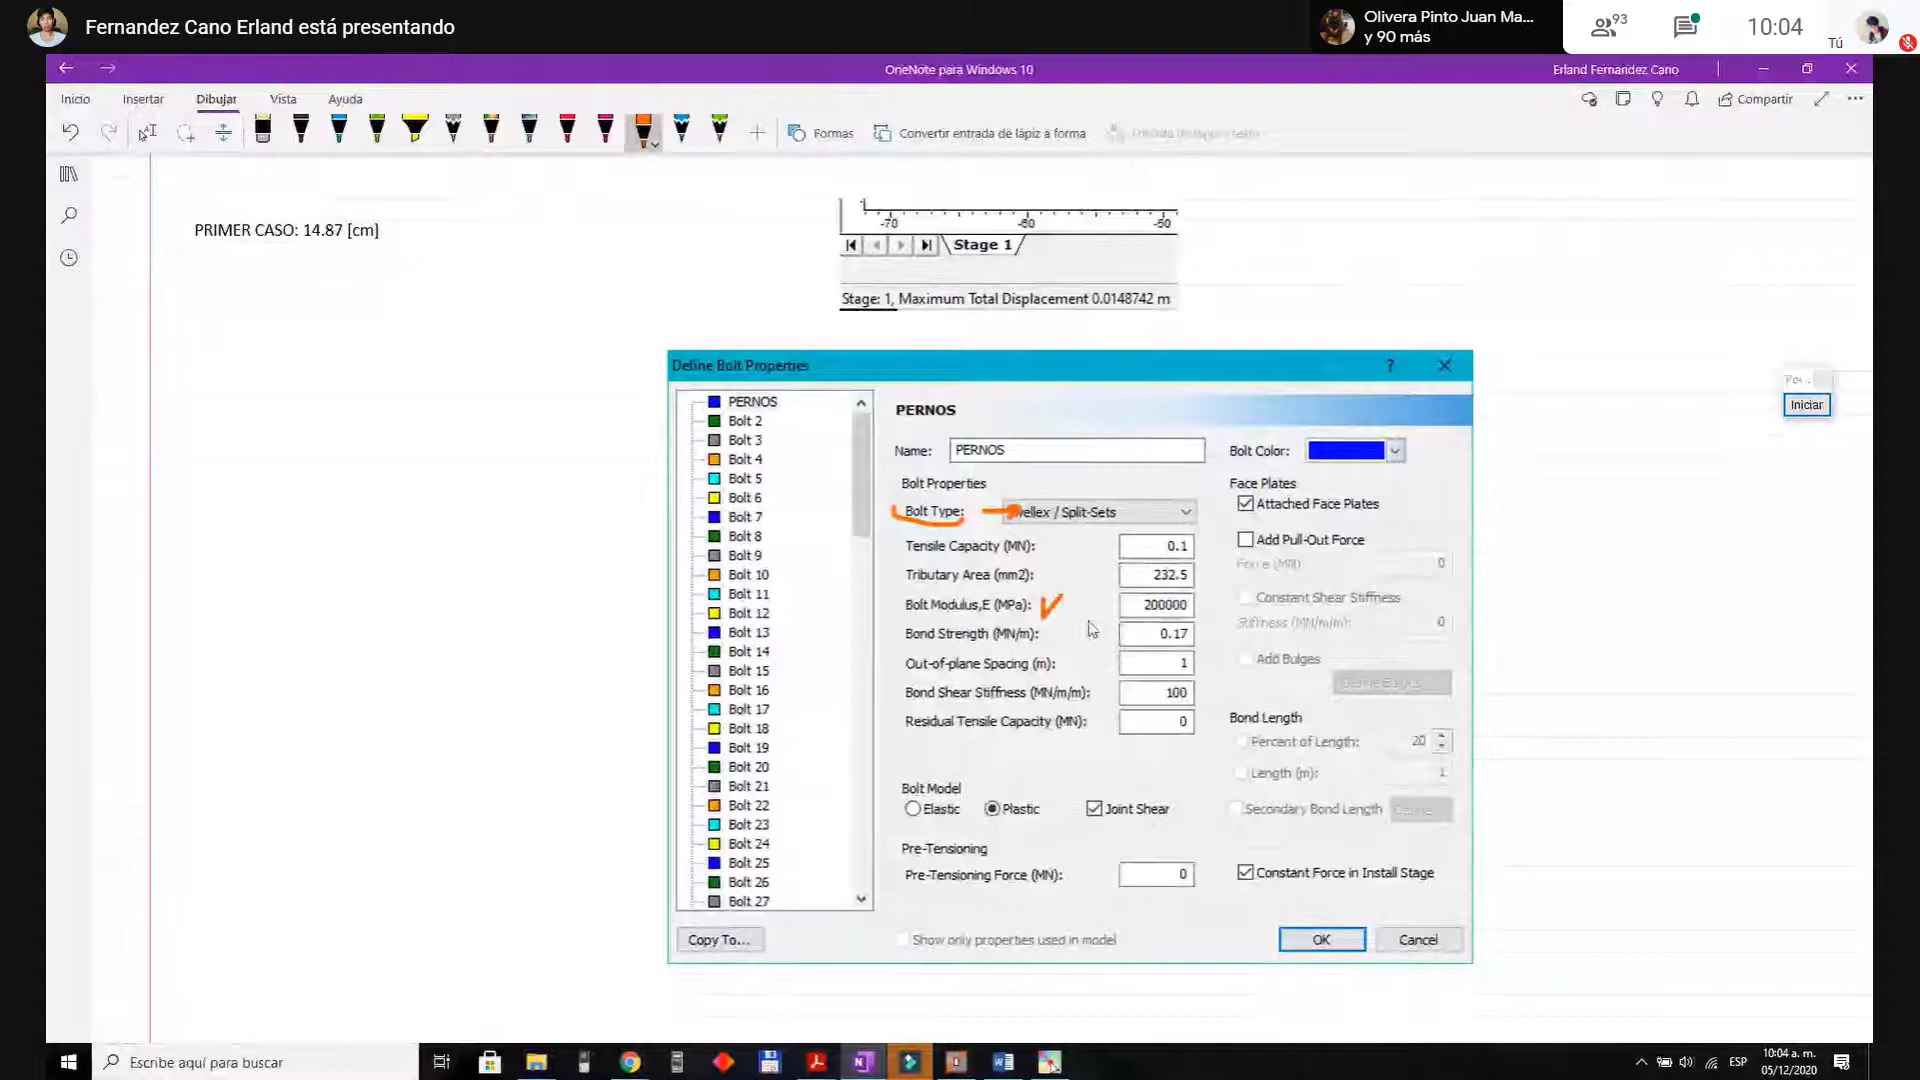 Fernandez Cano Erland está presentando
Olivera Pinto Juan Ma...
y 90 más
93
10:04
Tú
OneNote para Windows 10
Erland Fernandez Cano
Inicio
Insertar
Dibujar
Vista
Ayuda
Compartir
Formas
Convertir entrada de lápiz a forma
PRIMER CASO: 14.87 [cm]
-70
-60
-50
Stage 1
Stage: 1, Maximum Total Displacement 0.0148742 m
Define Bolt Properties
?
PERNOS
Bolt 2
Bolt 3
Bolt 4
Bolt 5
Bolt 6
Bolt 7
Bolt 8
Bolt 9
Bolt 10
Bolt 11
Bolt 12
Bolt 13
Bolt 14
Bolt 15
Bolt 16
Bolt 17
Bolt 18
Bolt 19
Bolt 20
Bolt 21
Bolt 22
Bolt 23
Bolt 24
Bolt 25
Bolt 26
Bolt 27
PERNOS
Name: PERNOS
Bolt Color:
Bolt Properties
Bolt Type: ellex / Split-Sets
Tensile Capacity (MN): 0.1
Tributary Area (mm2): 232.5
Bolt Modulus,E (MPa): 200000
Bond Strength (MN/m): 0.17
Out-of-plane Spacing (m): 1
Bond Shear Stiffness (MN/m/m): 100
Residual Tensile Capacity (MN): 0
Bolt Model
Elastic
Plastic
Joint Shear
Pre-Tensioning
Pre-Tensioning Force (MN): 0
Face Plates
Attached Face Plates
Add Pull-Out Force
Force (MN): 0
Constant Shear Stiffness
Stiffness (MN/m/m): 0
Add Bulges
Bond Length
Percent of Length: 20
Length (m): 1
Secondary Bond Length
Constant Force in Install Stage
Copy To...
Show only properties used in model
OK
Cancel
Iniciar
Escribe aquí para buscar
ESP
10:04 a. m.
05/12/2020